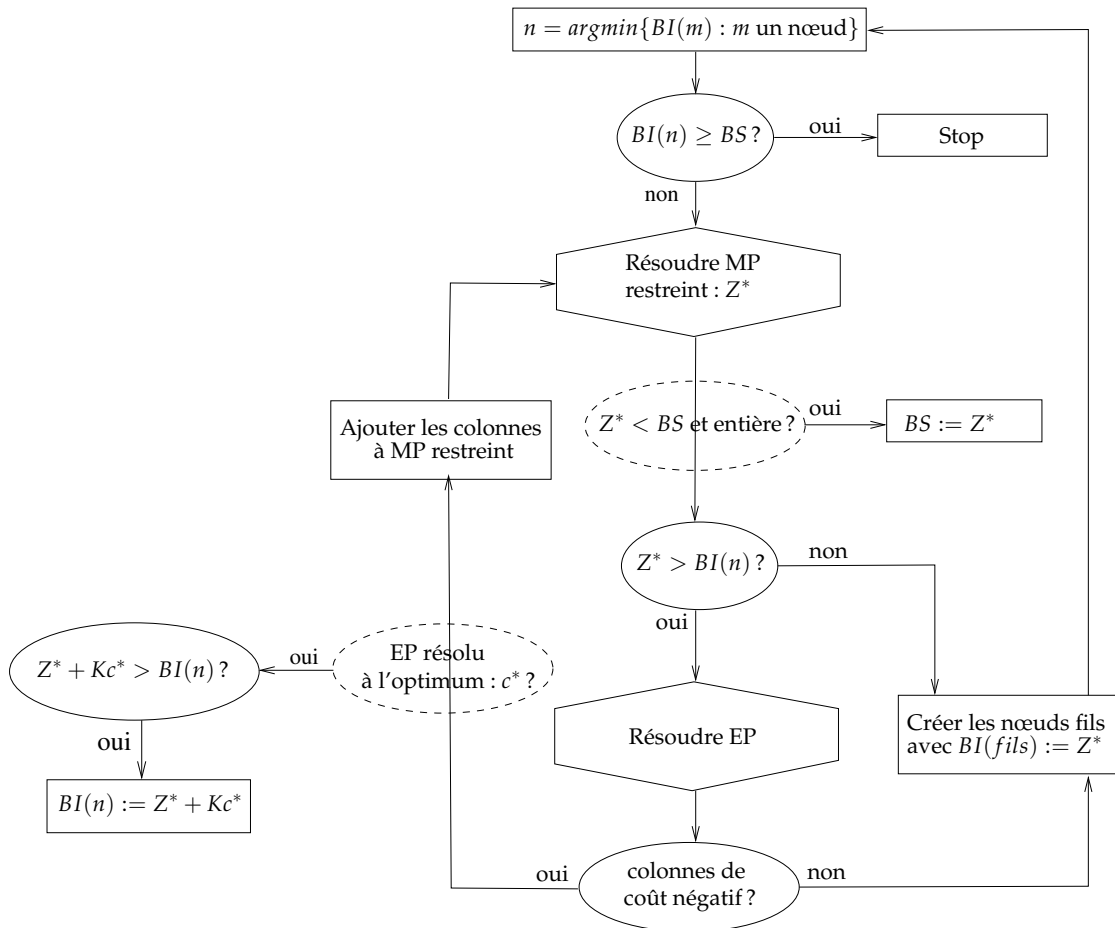 n = argmin{BI(m) : m un nœud}
BI(n) ≥ BS ?
oui
Stop
non
Résoudre MP
restreint : Z*
Ajouter les colonnes
à MP restreint
Z* < BS et entière ?
oui
BS := Z*
Z* > BI(n) ?
non
oui
Z* + Kc* > BI(n) ?
oui
EP résolu
à l'optimum : c* ?
Résoudre EP
Créer les nœuds fils
avec BI(fils) := Z*
oui
BI(n) := Z* + Kc*
oui
colonnes de
coût négatif ?
non